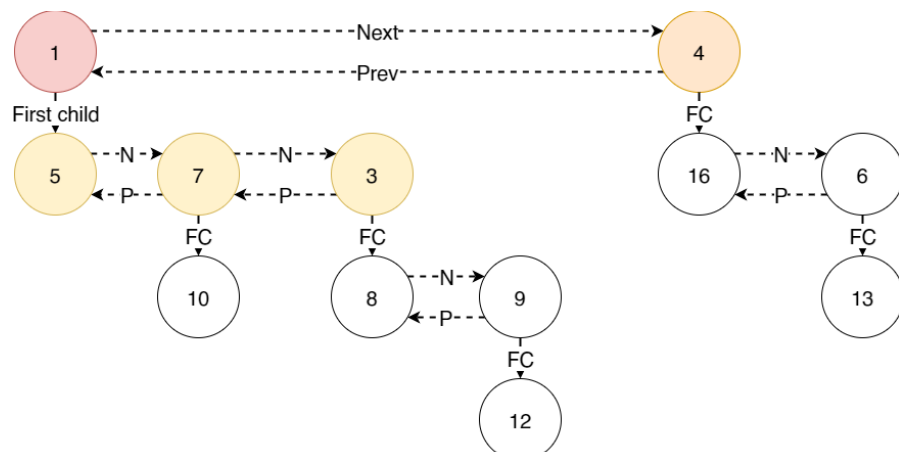 1 Next 4
Prev
First child FC
5 N 7 N 3 16 N 6
P P P
FC FC FC
10 8 N 9 13
P
FC
12